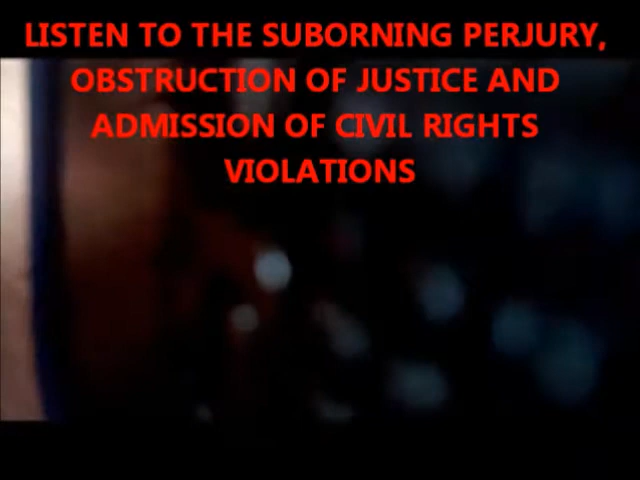 LISTEN TO THE SUBORNING PERJURY,
OBSTRUCTION OF JUSTICE AND
ADMISSION OF CIVIL RIGHTS
VIOLATIONS